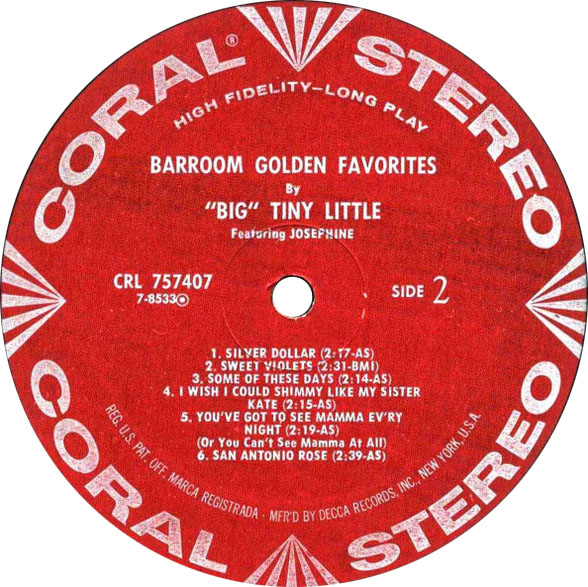 CORAL® STEREO
HIGH FIDELITY—LONG PLAY
BARROOM GOLDEN FAVORITES
By
"BIG" TINY LITTLE
Featuring JOSEPHINE
CRL 757407
7-8533
SIDE 2
1. SILVER DOLLAR (2:17-AS)
2. SWEET VIOLETS (2:31-BMI)
3. SOME OF THESE DAYS (2:14-AS)
4. I WISH I COULD SHIMMY LIKE MY SISTER
KATE (2:15-AS)
5. YOU'VE GOT TO SEE MAMMA EV'RY
NIGHT (2:19-AS)
(Or You Can't See Mamma At All)
6. SAN ANTONIO ROSE (2:39-AS)
REG. U.S. PAT. OFF. MARCA REGISTRADA - MFR'D BY DECCA RECORDS, INC., NEW YORK, U.S.A.
CORAL STEREO